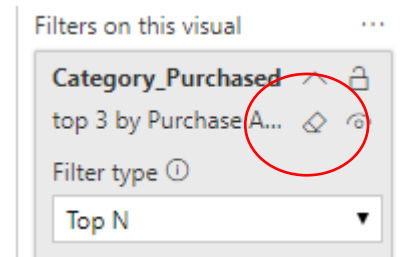 Filters on this visual ...
Category_Purchased
top 3 by Purchase A...
Filter type
Top N